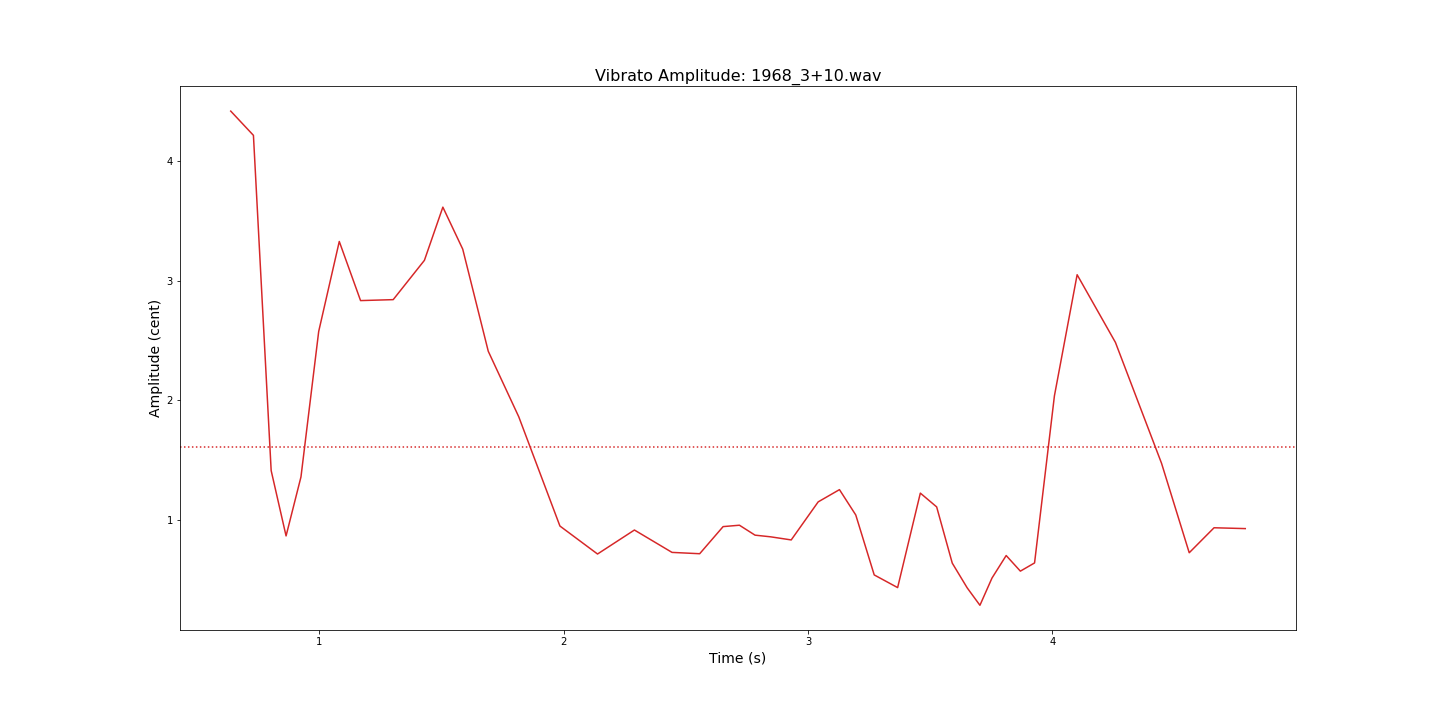 Vibrato Amplitude: 1968_3+10.wav
4
3
2
1
Amplitude (cent)
1 2 3 4
Time (s)